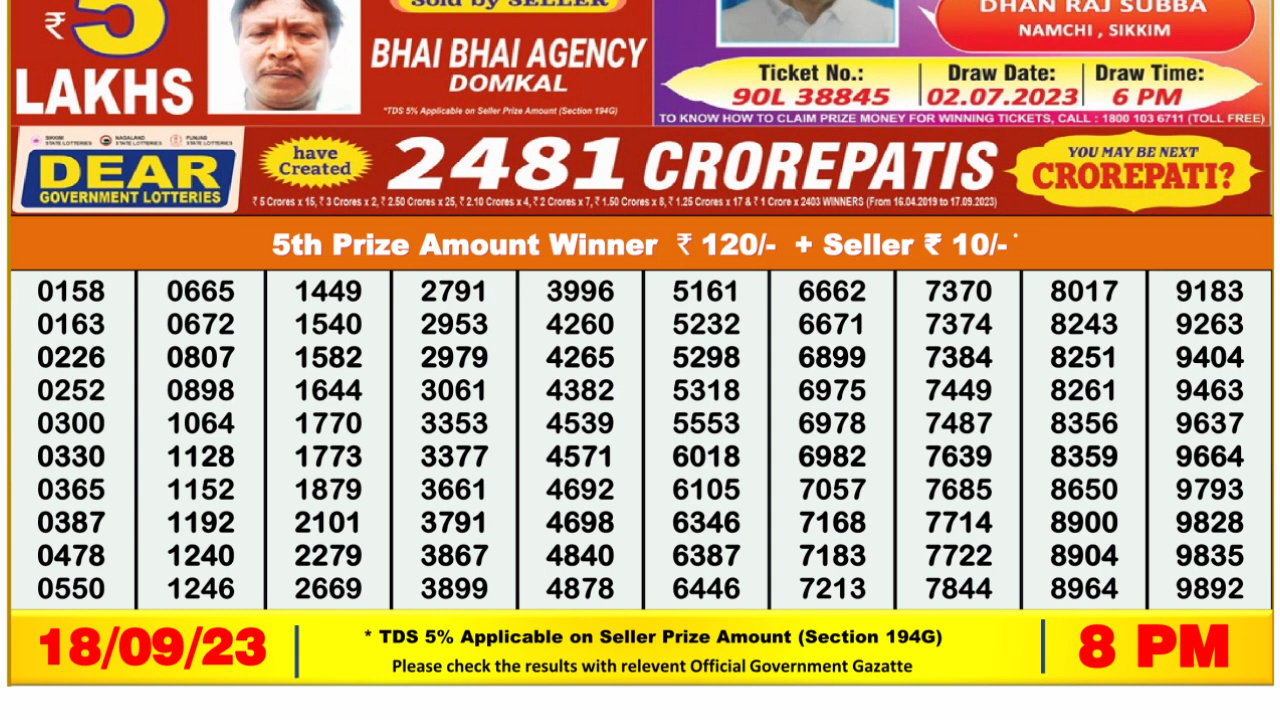 ₹ 5
LAKHS
Sold by SELLER
BHAI BHAI AGENCY
DOMKAL
*TDS 5% Applicable on Seller Prize Amount (Section 194G)
DHAN RAJ SUBBA
NAMCHI , SIKKIM
Ticket No.: Draw Date: Draw Time:
90L 38845 02.07.2023 6 PM
TO KNOW HOW TO CLAIM PRIZE MONEY FOR WINNING TICKETS, CALL : 1800 103 6711 (TOLL FREE)
SIKKIM STATE LOTTERIES NAGALAND STATE LOTTERIES PUNJAB STATE LOTTERIES
DEAR
GOVERNMENT LOTTERIES
have
Created
2481 CROREPATIS
₹ 5 Crores x 15, ₹ 3 Crores x 2, ₹ 2.50 Crores x 25, ₹ 2.10 Crores x 4, ₹ 2 Crores x 7, ₹ 1.50 Crores x 8, ₹ 1.25 Crores x 17 & ₹ 1 Crore x 2403 WINNERS (From 16.04.2019 to 17.09.2023)
YOU MAY BE NEXT
CROREPATI?
5th Prize Amount Winner ₹ 120/- + Seller ₹ 10/- *
0158 0665 1449 2791 3996 5161 6662 7370 8017 9183
0163 0672 1540 2953 4260 5232 6671 7374 8243 9263
0226 0807 1582 2979 4265 5298 6899 7384 8251 9404
0252 0898 1644 3061 4382 5318 6975 7449 8261 9463
0300 1064 1770 3353 4539 5553 6978 7487 8356 9637
0330 1128 1773 3377 4571 6018 6982 7639 8359 9664
0365 1152 1879 3661 4692 6105 7057 7685 8650 9793
0387 1192 2101 3791 4698 6346 7168 7714 8900 9828
0478 1240 2279 3867 4840 6387 7183 7722 8904 9835
0550 1246 2669 3899 4878 6446 7213 7844 8964 9892
18/09/23
* TDS 5% Applicable on Seller Prize Amount (Section 194G)
Please check the results with relevent Official Government Gazatte
8 PM